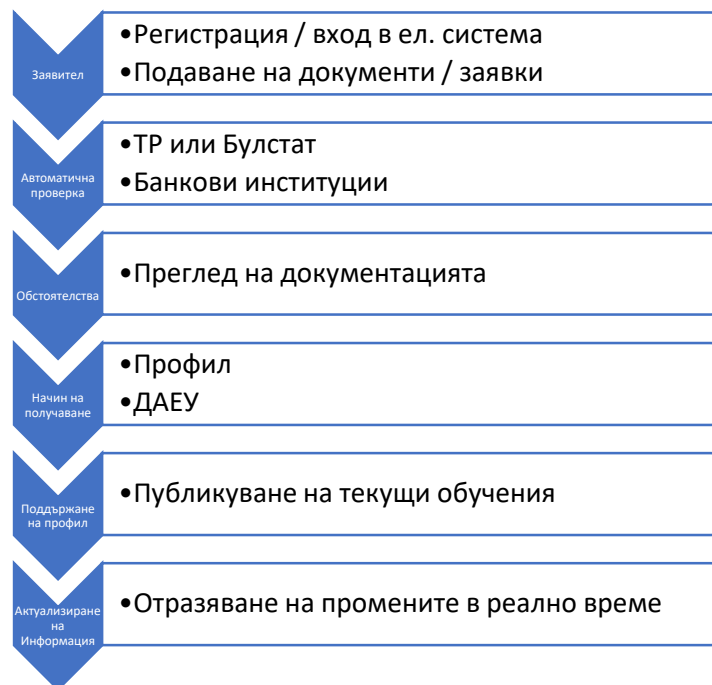 Заявител
•Регистрация / вход в ел. система
•Подаване на документи / заявки
Автоматична
проверка
•ТР или Булстат
•Банкови институции
Обстоятелства
•Преглед на документацията
Начин на
получаване
•Профил
•ДАЕУ
Поддържане
на профил
•Публикуване на текущи обучения
Актуализиране
на
Информация
•Отразяване на промените в реално време